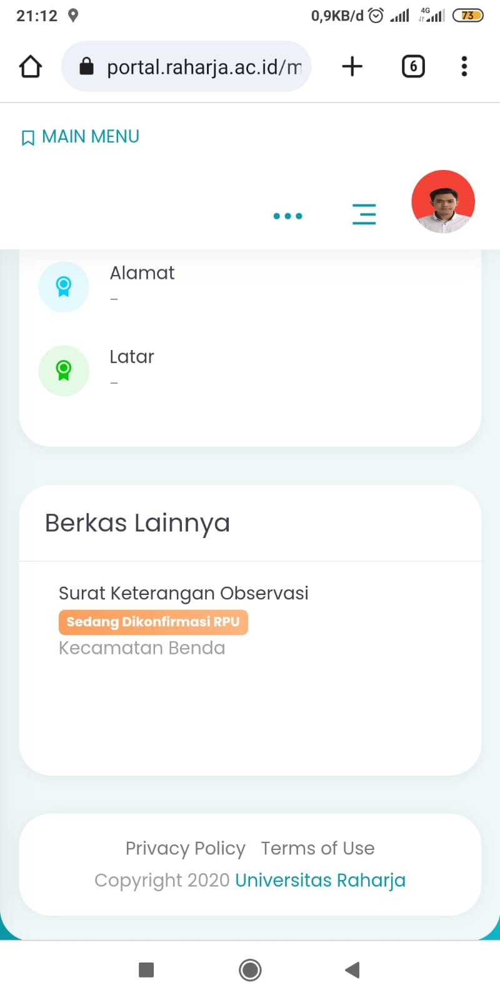 21:12
0,9KB/d
4G
73
portal.raharja.ac.id/m
6
MAIN MENU
Alamat
-
Latar
-
Berkas Lainnya
Surat Keterangan Observasi
Sedang Dikonfirmasi RPU
Kecamatan Benda
Privacy Policy Terms of Use
Copyright 2020 Universitas Raharja